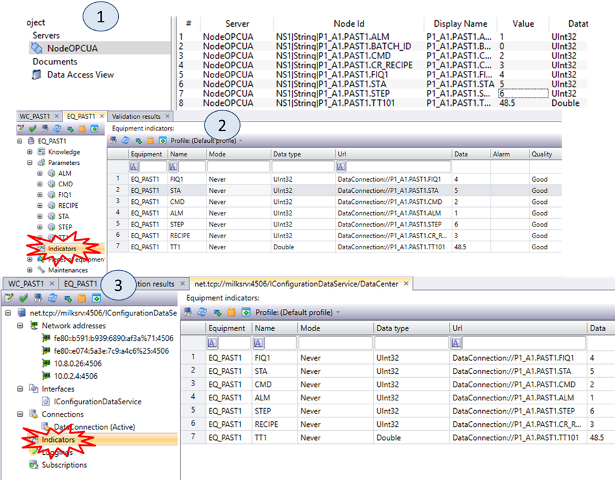 1
oject
Servers
NodeOPCUA
Documents
Data Access View
# Server Node Id Display Name Value Datat
1 NodeOPCUA NS1|String|P1_A1.PAST1.ALM P1_A1.PAST1.A... 1 UInt32
2 NodeOPCUA NS1|String|P1_A1.PAST1.BATCH_ID P1_A1.PAST1.B... 0 UInt32
3 NodeOPCUA NS1|String|P1_A1.PAST1.CMD P1_A1.PAST1.C... 2 UInt32
4 NodeOPCUA NS1|String|P1_A1.PAST1.CR_RECIPE P1_A1.PAST1.C... 3 UInt32
5 NodeOPCUA NS1|String|P1_A1.PAST1.FIQ1 P1_A1.PAST1.F... 4 UInt32
6 NodeOPCUA NS1|String|P1_A1.PAST1.STA P1_A1.PAST1.STA 5 UInt32
7 NodeOPCUA NS1|String|P1_A1.PAST1.STEP P1_A1.PAST1.S... 6 UInt32
8 NodeOPCUA NS1|String|P1_A1.PAST1.TT101 P1_A1.PAST1.T... 48.5 Double
2
WC_PAST1 EQ_PAST1 Validation results
EQ_PAST1
Knowledge
Parameters
ALM
CMD
FIQ1
RECIPE
STA
STEP
TT1
Indicators
Maintenances
Equipment indicators:
Profile: (Default profile)
Equipment Name Mode Data type Url Data Alarm Quality
1 EQ_PAST1 FIQ1 Never UInt32 DataConnection://P1_A1.PAST1.FIQ1 4 Good
2 EQ_PAST1 STA Never UInt32 DataConnection://P1_A1.PAST1.STA 5 Good
3 EQ_PAST1 CMD Never UInt32 DataConnection://P1_A1.PAST1.CMD 2 Good
4 EQ_PAST1 ALM Never UInt32 DataConnection://P1_A1.PAST1.ALM 1 Good
5 EQ_PAST1 STEP Never UInt32 DataConnection://P1_A1.PAST1.STEP 6 Good
6 EQ_PAST1 RECIPE Never UInt32 DataConnection://P1_A1.PAST1.CR_R... 3 Good
7 EQ_PAST1 TT1 Never Double DataConnection://P1_A1.PAST1.TT101 48.5 Good
3
WC_PAST1 EQ_PAST1 dation results net.tcp://milksrv:4506/IConfigurationDataService/DataCenter
net.tcp://milksrv:4506/IConfigurationDataSe
Network addresses
fe80::b591:b939:6890:af3a%71:4506
fe80::e074:5a3e:7c9:a4c6%25:4506
10.8.0.26:4506
10.0.2.4:4506
Interfaces
IConfigurationDataService
Connections
DataConnection (Active)
Indicators
Subscriptions
Equipment indicators:
Profile: (Default profile)
Equipment Name Mode Data type Url Data
1 EQ_PAST1 FIQ1 Never UInt32 DataConnection://P1_A1.PAST1.FIQ1 4
2 EQ_PAST1 STA Never UInt32 DataConnection://P1_A1.PAST1.STA 5
3 EQ_PAST1 CMD Never UInt32 DataConnection://P1_A1.PAST1.CMD 2
4 EQ_PAST1 ALM Never UInt32 DataConnection://P1_A1.PAST1.ALM 1
5 EQ_PAST1 STEP Never UInt32 DataConnection://P1_A1.PAST1.STEP 6
6 EQ_PAST1 RECIPE Never UInt32 DataConnection://P1_A1.PAST1.CR_R... 3
7 EQ_PAST1 TT1 Never Double DataConnection://P1_A1.PAST1.TT101 48.5